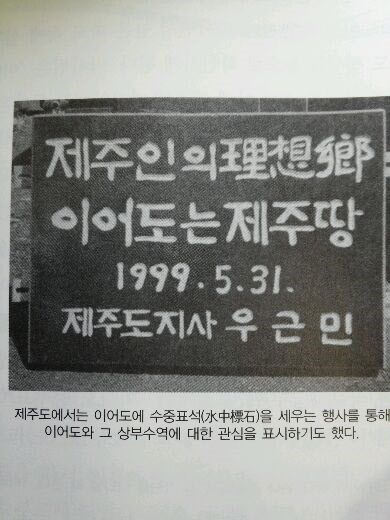 제주인의理想鄕
이어도는제주땅
1999.5.31.
제주도지사 우근민
제주도에서는 이어도에 수중표석(水中標石)을 세우는 행사를 통해
이어도와 그 상부수역에 대한 관심을 표시하기도 했다.